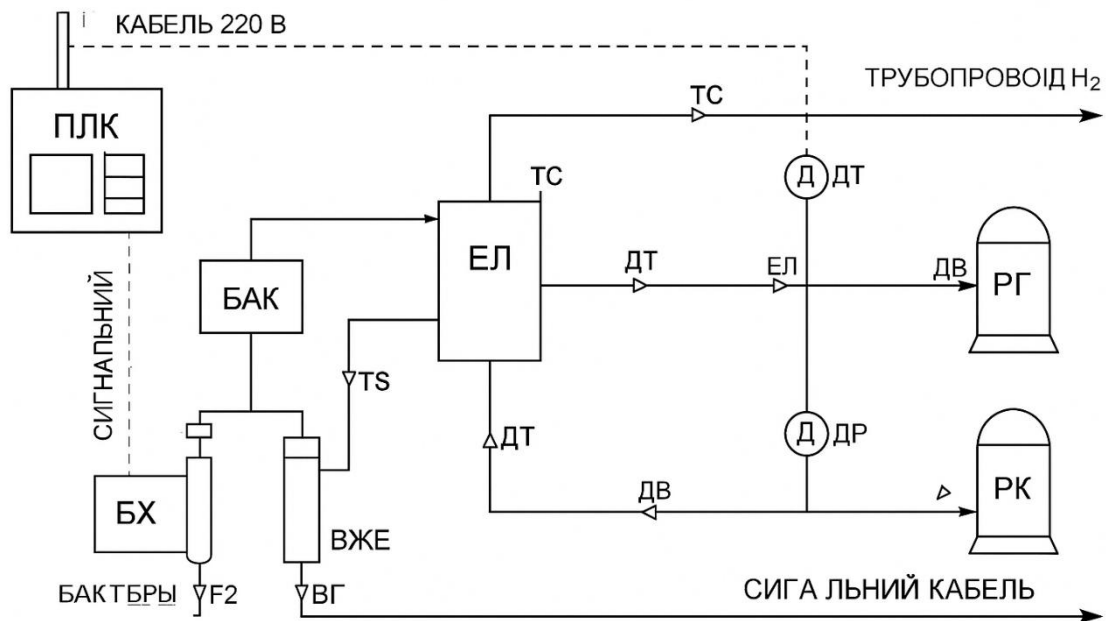 КАБЕЛЬ 220 В
ТРУБОПРОВОІД H₂
ТС
ПЛК
Д ДТ
ТС
ЕЛ
ДТ
ЕЛ
ДВ
РГ
БАК
СИГНАЛЬНИЙ
TS
ДТ
Д ДР
ДВ
РК
БХ
ВЖЕ
БАКТБРЫ
F2
ВГ
СИГА ЛЬНИЙ КАБЕЛЬ